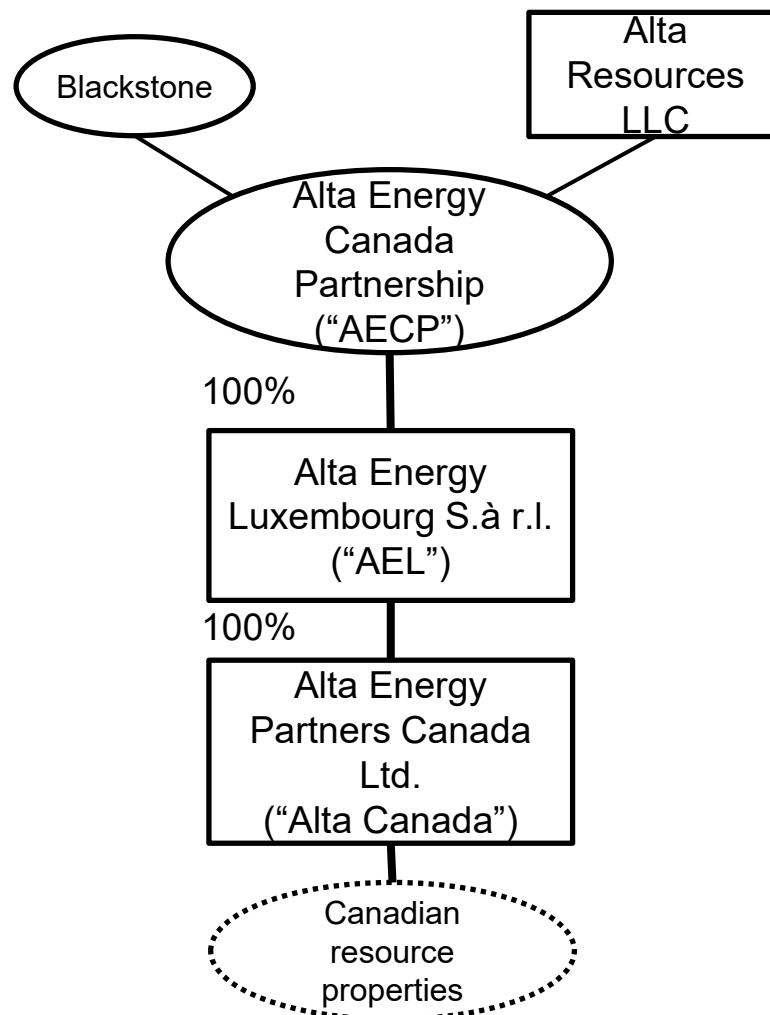 Blackstone
Alta
Resources
LLC
Alta Energy
Canada
Partnership
(“AECP”)
100%
Alta Energy
Luxembourg S.à r.l.
(“AEL”)
100%
Alta Energy
Partners Canada
Ltd.
(“Alta Canada”)
Canadian
resource
properties